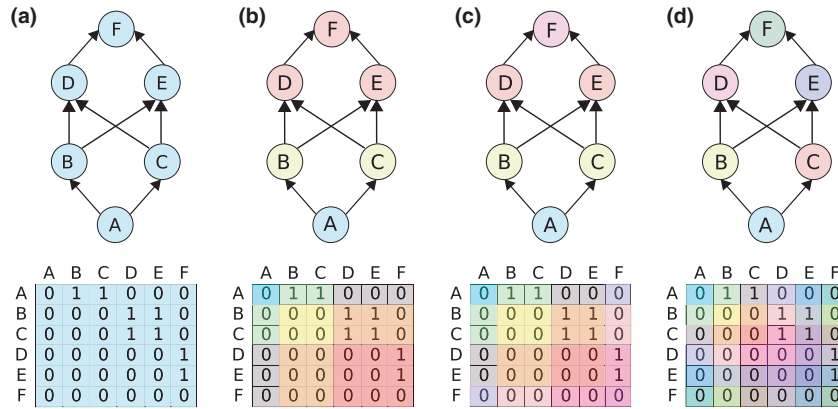 (a) (b) (c) (d)
F F F F
D E D E D E D E
B C B C B C B C
A A A A
A B C D E F A B C D E F A B C D E F A B C D E F
A 0 1 1 0 0 0 A 0 1 1 0 0 0 A 0 1 1 0 0 0 A 0 1 1 0 0 0
B 0 0 0 1 1 0 B 0 0 0 1 1 0 B 0 0 0 1 1 0 B 0 0 0 1 1 0
C 0 0 0 1 1 0 C 0 0 0 1 1 0 C 0 0 0 1 1 0 C 0 0 0 1 1 0
D 0 0 0 0 0 1 D 0 0 0 0 0 1 D 0 0 0 0 0 1 D 0 0 0 0 0 1
E 0 0 0 0 0 1 E 0 0 0 0 0 1 E 0 0 0 0 0 1 E 0 0 0 0 0 1
F 0 0 0 0 0 0 F 0 0 0 0 0 0 F 0 0 0 0 0 0 F 0 0 0 0 0 0